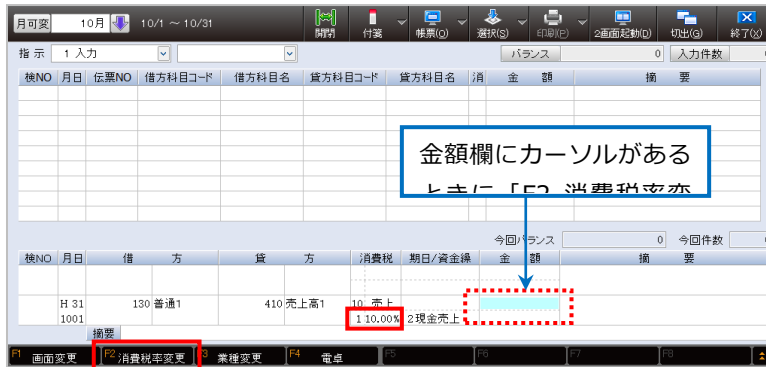 月可変 10月 10/1 ～ 10/31 開閉 付箋 帳票(O) 選択(S) 印刷(P) 2画面起動(D) 切出(G) 終了(X)
指 示 1 入力 バランス 0 入力件数
検NO 月日 伝票NO 借方科目コード 借方科目名 貸方科目コード 貸方科目名 消 金 額 摘 要
金額欄にカーソルがある
ときに「F2 消費税率変
今回バランス 0 今回件数
検NO 月日 借 方 貸 方 消費税 期日/資金繰 金 額 摘 要
H 31 130 普通1 410 売上高1 10 売上
1001 1 10.00% 2現金売上
摘要
F1 画面変更 F2 消費税率変更 F3 業種変更 F4 電卓 F5 F6 F7 F8